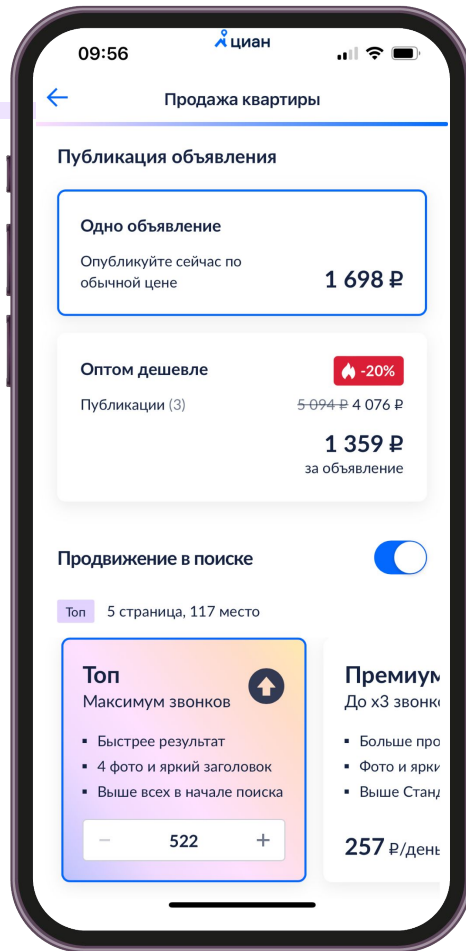 09:56
циан
Продажа квартиры
Публикация объявления
Одно объявление
Опубликуйте сейчас по
обычной цене
1 698 ₽
Оптом дешевле
-20%
Публикации (3)
5 094 ₽ 4 076 ₽
1 359 ₽
за объявление
Продвижение в поиске
Топ
5 страница, 117 место
Топ
Максимум звонков
▪ Быстрее результат
▪ 4 фото и яркий заголовок
▪ Выше всех в начале поиска
− 522 +
Премиум
До х3 звонк
▪ Больше про
▪ Фото и ярки
▪ Выше Станд
257 ₽/день